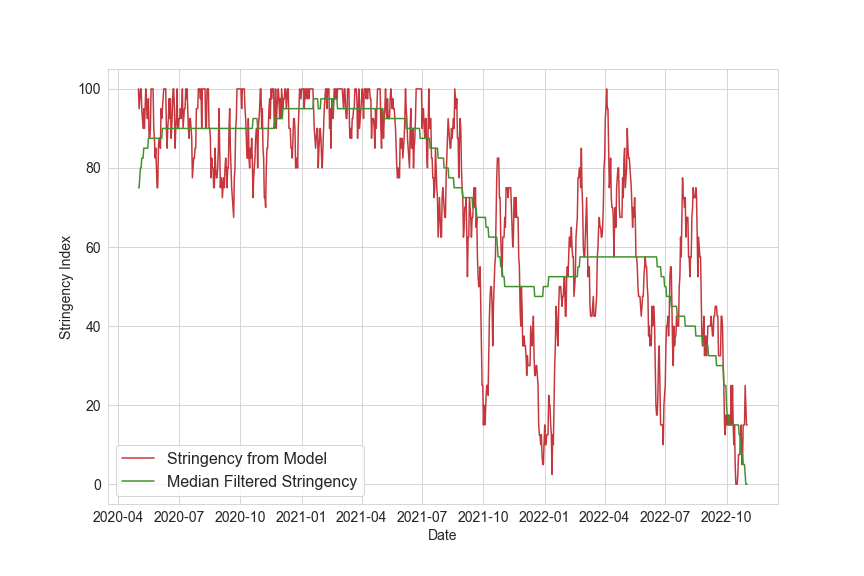 100
80
60
40
20
0
Stringency Index
Stringency from Model
Median Filtered Stringency
2020-04 2020-07 2020-10 2021-01 2021-04 2021-07 2021-10 2022-01 2022-04 2022-07 2022-10
Date